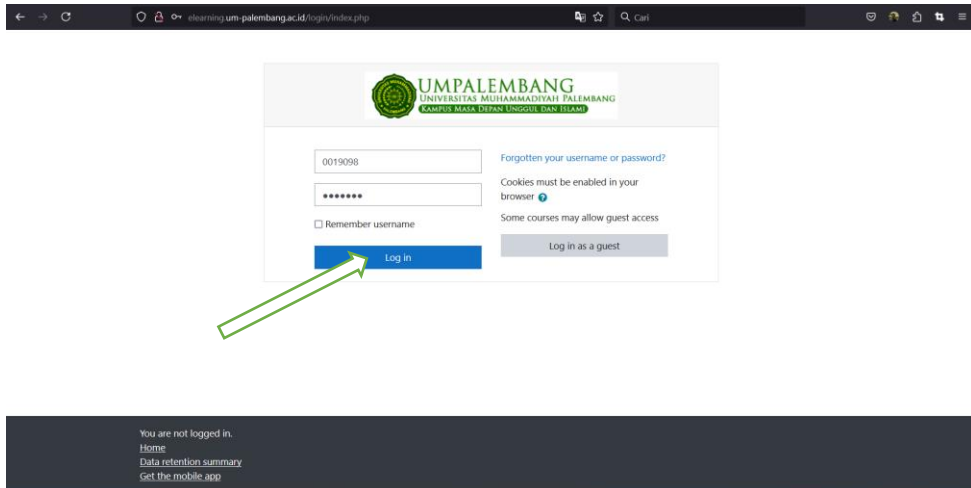 elearning.um-palembang.ac.id/login/index.php
Cari
UMPALEMBANG
UNIVERSITAS MUHAMMADIYAH PALEMBANG
KAMPUS MASA DEPAN UNGGUL DAN ISLAMI
0019098
Forgotten your username or password?
Cookies must be enabled in your
browser
•••••••
Some courses may allow guest access
Remember username
Log in as a guest
Log in
You are not logged in.
Home
Data retention summary
Get the mobile app